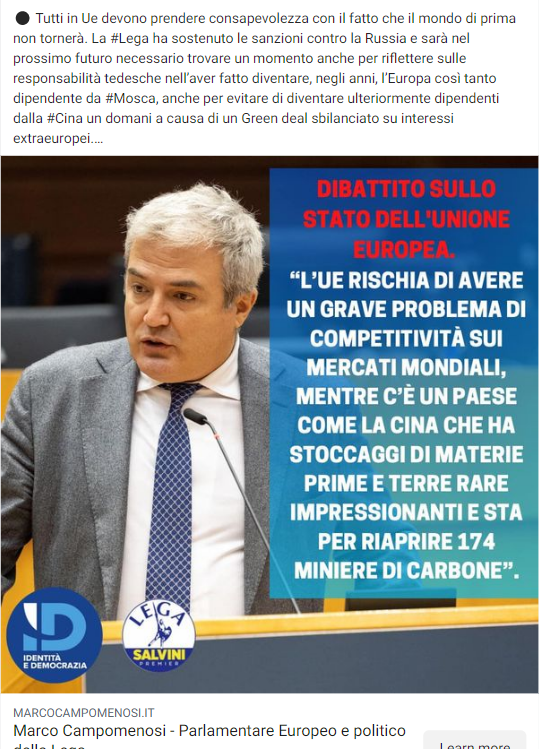 ● Tutti in Ue devono prendere consapevolezza con il fatto che il mondo di prima
non tornerà. La #Lega ha sostenuto le sanzioni contro la Russia e sarà nel
prossimo futuro necessario trovare un momento anche per riflettere sulle
responsabilità tedesche nell'aver fatto diventare, negli anni, l'Europa così tanto
dipendente da #Mosca, anche per evitare di diventare ulteriormente dipendenti
dalla #Cina un domani a causa di un Green deal sbilanciato su interessi
extraeuropei....
DIBATTITO SULLO
STATO DELL'UNIONE
EUROPEA.
“L'UE RISCHIA DI AVERE
UN GRAVE PROBLEMA DI
COMPETITIVITÀ SUI
MERCATI MONDIALI,
MENTRE C'È UN PAESE
COME LA CINA CHE HA
STOCCAGGI DI MATERIE
PRIME E TERRE RARE
IMPRESSIONANTI E STA
PER RIAPRIRE 174
MINIERE DI CARBONE”.
ID
IDENTITÀ
E DEMOCRAZIA
LEGA
SALVINI
PREMIER
MARCOCAMPOMENOSI.IT
Marco Campomenosi - Parlamentare Europeo e politico
della Lega
Learn more